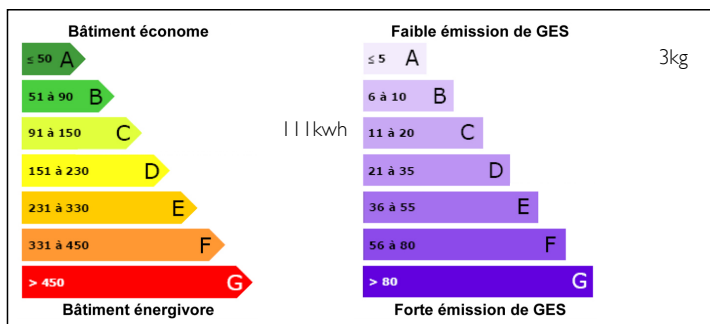 Bâtiment économe
≤ 50 A
51 à 90 B
91 à 150 C
111kwh
151 à 230 D
231 à 330 E
331 à 450 F
> 450 G
Bâtiment énergivore
Faible émission de GES
≤ 5 A
3kg
6 à 10 B
11 à 20 C
21 à 35 D
36 à 55 E
56 à 80 F
> 80 G
Forte émission de GES